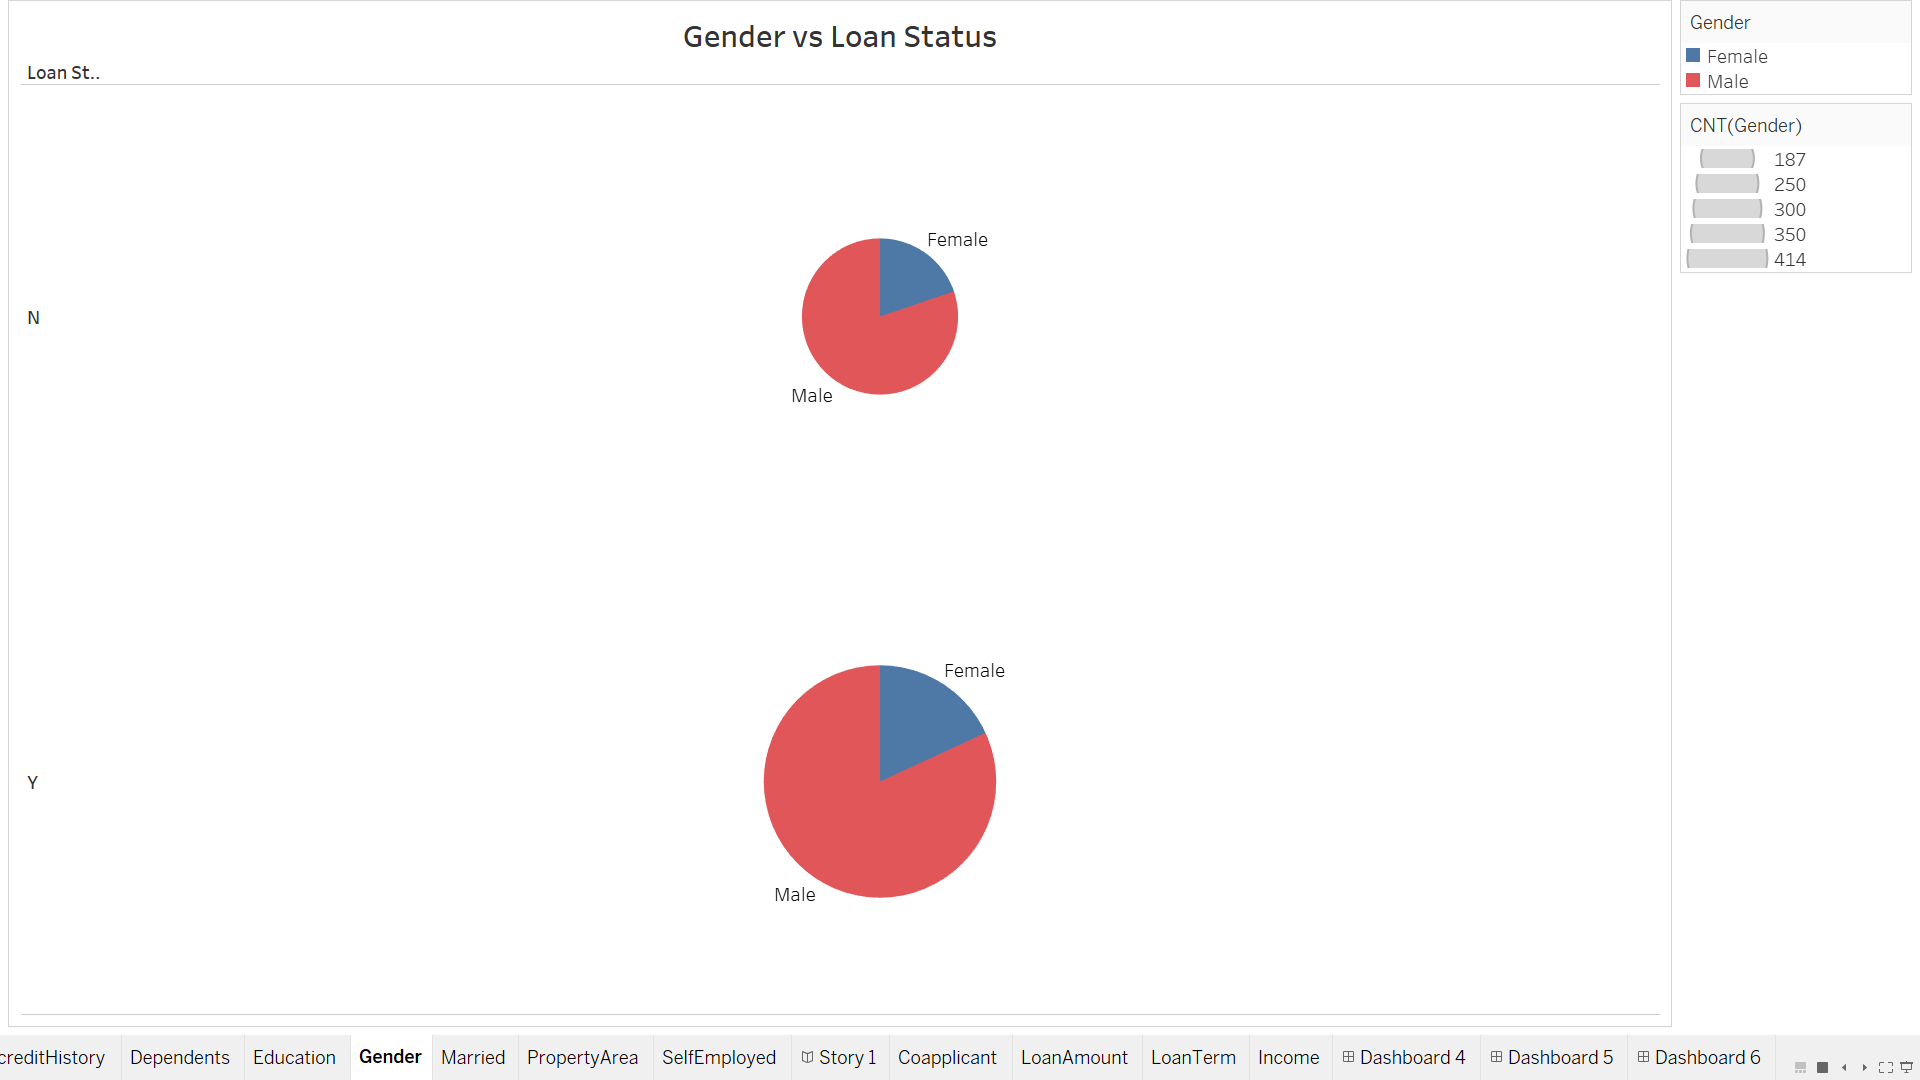 Gender vs Loan Status
Loan St..
N
Female
Male
Y
Female
Male
Gender
Female
Male
CNT(Gender)
187
250
300
350
414
creditHistory
Dependents
Education
Gender
Married
PropertyArea
SelfEmployed
Story 1
Coapplicant
LoanAmount
LoanTerm
Income
Dashboard 4
Dashboard 5
Dashboard 6